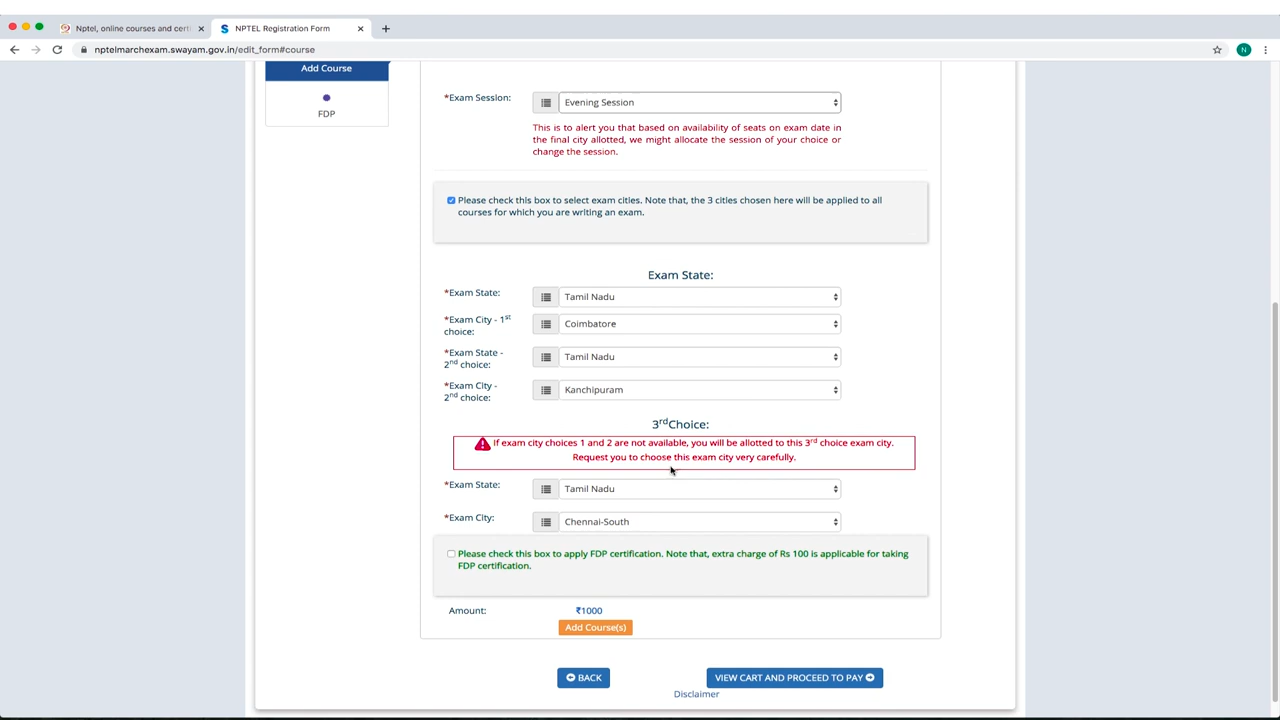 Nptel, online courses and cert
NPTEL Registration Form
nptelmarchexam.swayam.gov.in/edit_form#course
N
Add Course
FDP
*Exam Session:
Evening Session
This is to alert you that based on availability of seats on exam date in
the final city allotted, we might allocate the session of your choice or
change the session.
Please check this box to select exam cities. Note that, the 3 cities chosen here will be applied to all
courses for which you are writing an exam.
Exam State:
*Exam State:
Tamil Nadu
*Exam City - 1st
choice:
Coimbatore
*Exam State -
2nd choice:
Tamil Nadu
*Exam City -
2nd choice:
Kanchipuram
3rdChoice:
If exam city choices 1 and 2 are not available, you will be allotted to this 3rd choice exam city.
Request you to choose this exam city very carefully.
*Exam State:
Tamil Nadu
*Exam City:
Chennai-South
Please check this box to apply FDP certification. Note that, extra charge of Rs 100 is applicable for taking
FDP certification.
Amount:
₹1000
Add Course(s)
BACK
VIEW CART AND PROCEED TO PAY
Disclaimer